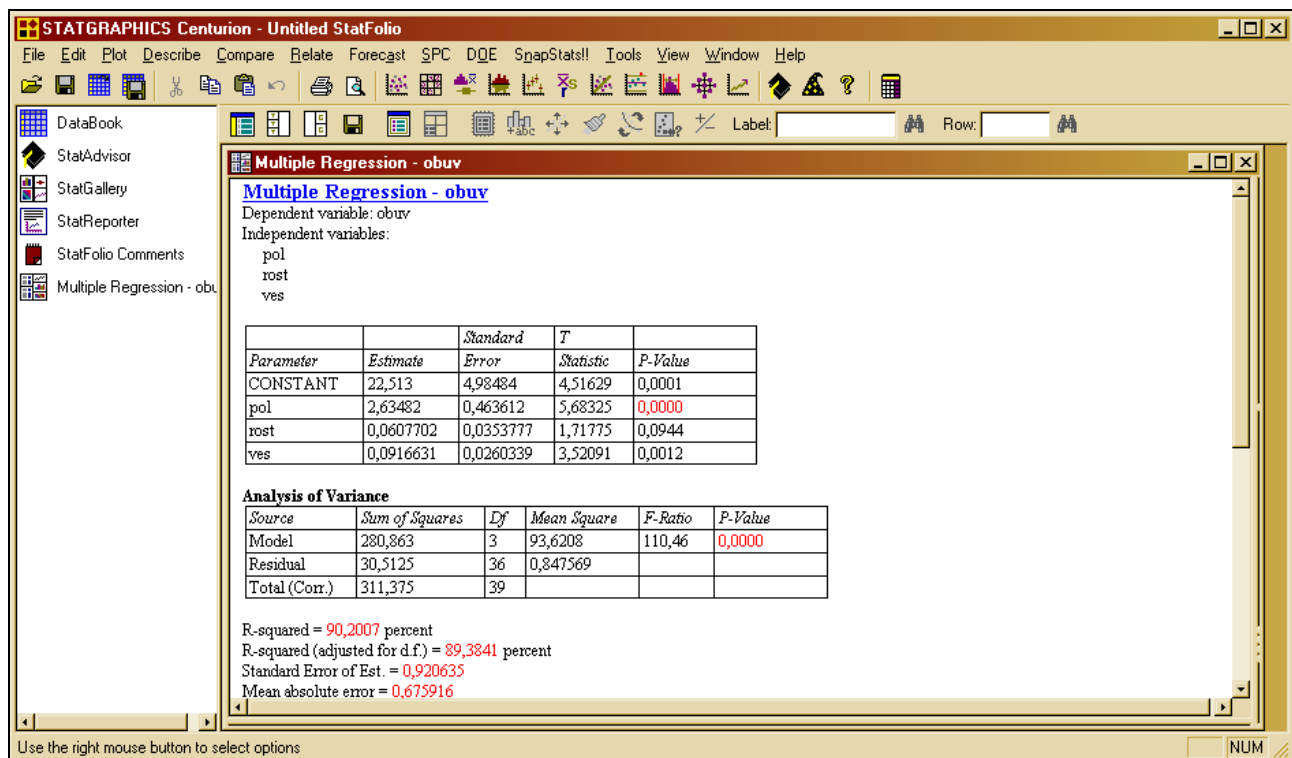 STATGRAPHICS Centurion - Untitled StatFolio
File Edit Plot Describe Compare Relate Forecast SPC DOE SnapStats!! Tools View Window Help
Label: Row:
DataBook
StatAdvisor
StatGallery
StatReporter
StatFolio Comments
Multiple Regression - obu
Multiple Regression - obuv
Multiple Regression - obuv
Dependent variable: obuv
Independent variables:
pol
rost
ves
Standard T
Parameter Estimate Error Statistic P-Value
CONSTANT 22,513 4,98484 4,51629 0,0001
pol 2,63482 0,463612 5,68325 0,0000
rost 0,0607702 0,0353777 1,71775 0,0944
ves 0,0916631 0,0260339 3,52091 0,0012
Analysis of Variance
Source Sum of Squares Df Mean Square F-Ratio P-Value
Model 280,863 3 93,6208 110,46 0,0000
Residual 30,5125 36 0,847569
Total (Corr.) 311,375 39
R-squared = 90,2007 percent
R-squared (adjusted for d.f.) = 89,3841 percent
Standard Error of Est. = 0,920635
Mean absolute error = 0,675916
Use the right mouse button to select options
NUM